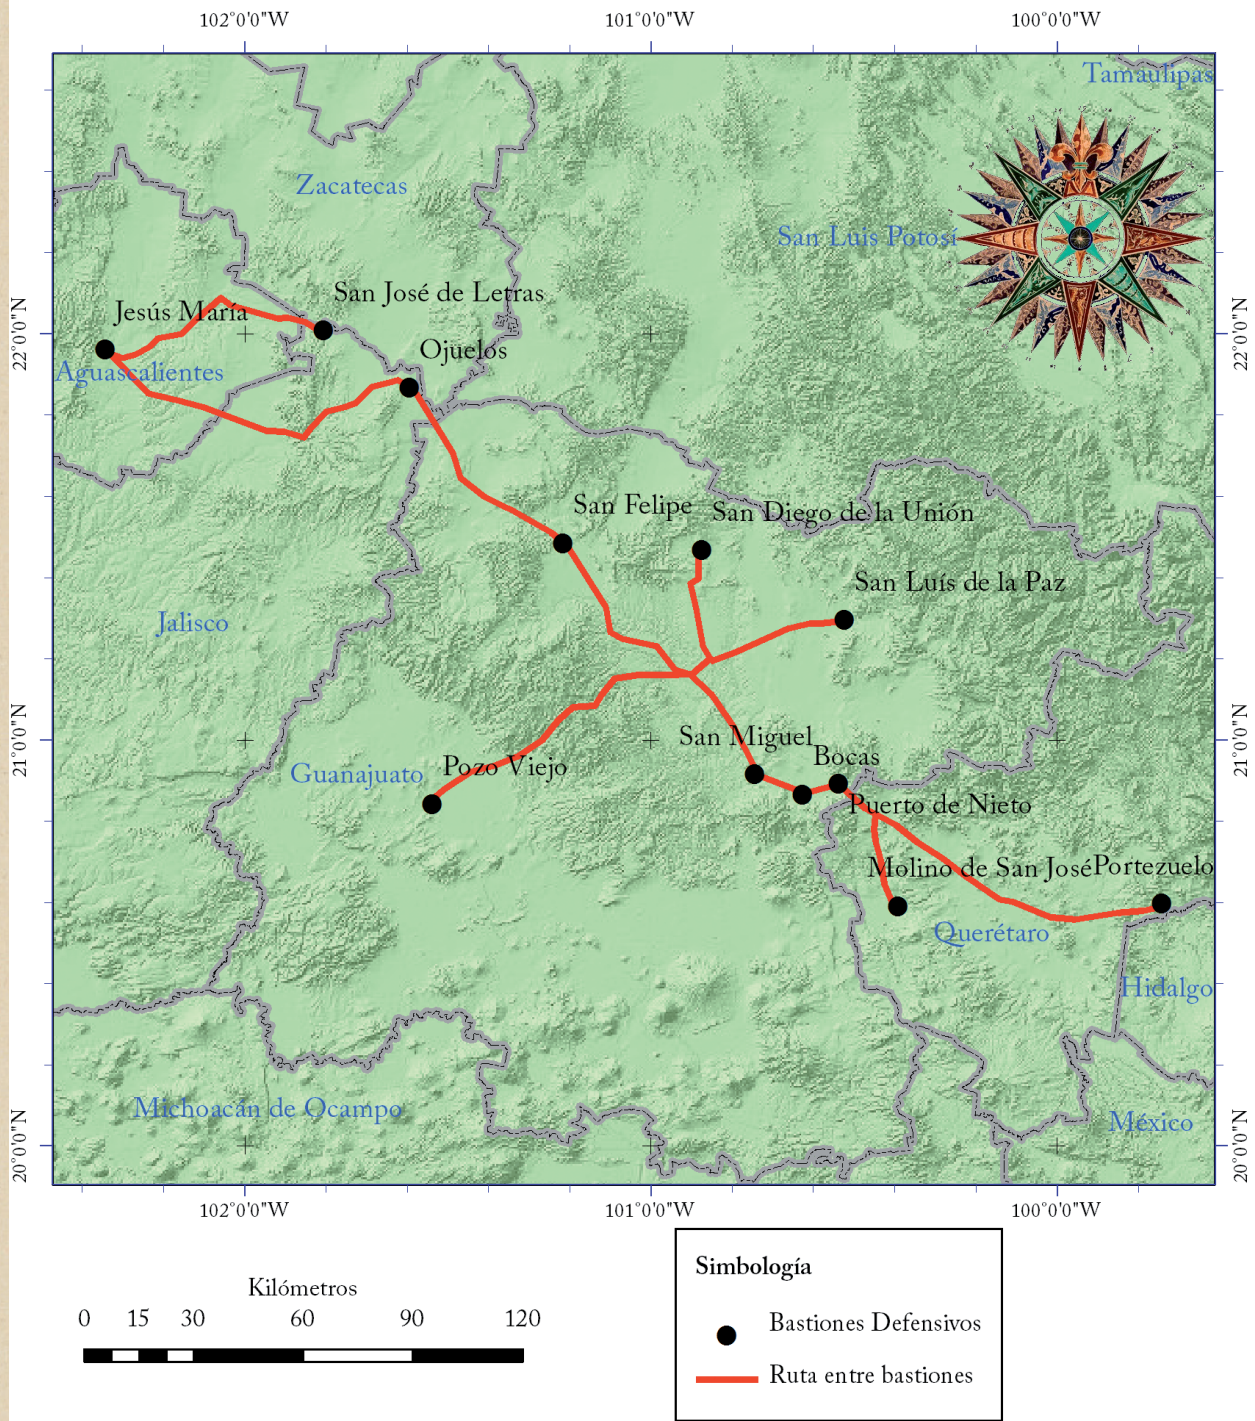 102°0'0"W
101°0'0"W
100°0'0"W
Tamaulipas
Zacatecas
San Luis Potosí
San José de Letras
Jesús María
22°0'0"N
22°0'0"N
Ojuelos
Aguascalientes
San Felipe
San Diego de la Unión
San Luís de la Paz
Jalisco
21°0'0"N
21°0'0"N
San Miguel
Bocas
Guanajuato
Pozo Viejo
Puerto de Nieto
Molino de San José
Portezuelo
Querétaro
Hidalgo
Michoacán de Ocampo
México
20°0'0"N
20°0'0"N
102°0'0"W
101°0'0"W
100°0'0"W
Kilómetros
0 15 30 60 90 120
Simbología
Bastiones Defensivos
Ruta entre bastiones